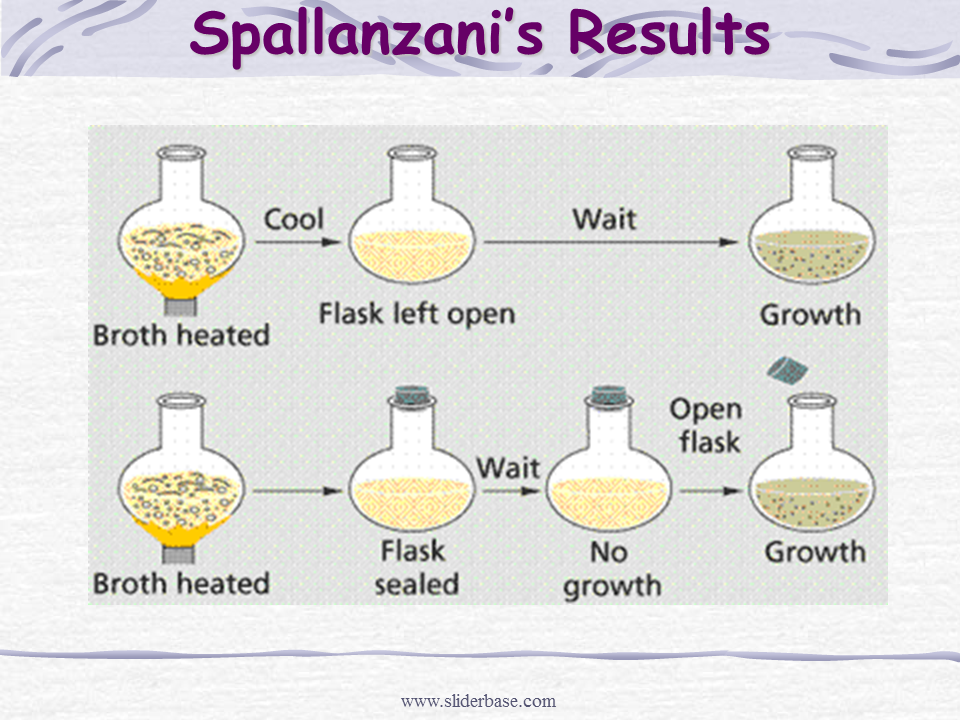 Spallanzani's Results
Cool
Wait
Broth heated
Flask left open
Growth
Open
flask
Wait
Broth heated
Flask
sealed
No
growth
Growth
www.sliderbase.com